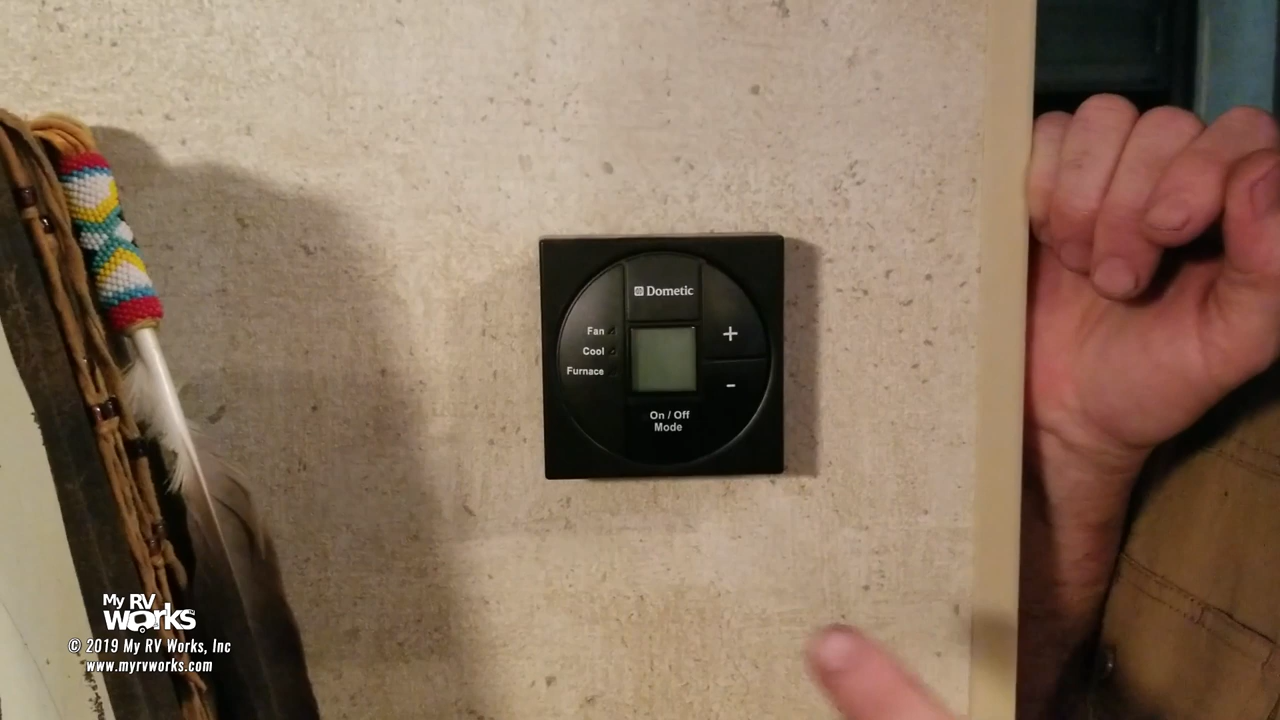 Dometic
Fan
Cool
Furnace
+
-
On / Off
Mode
My RV
works
© 2019 My RV Works, Inc
www.myrvworks.com